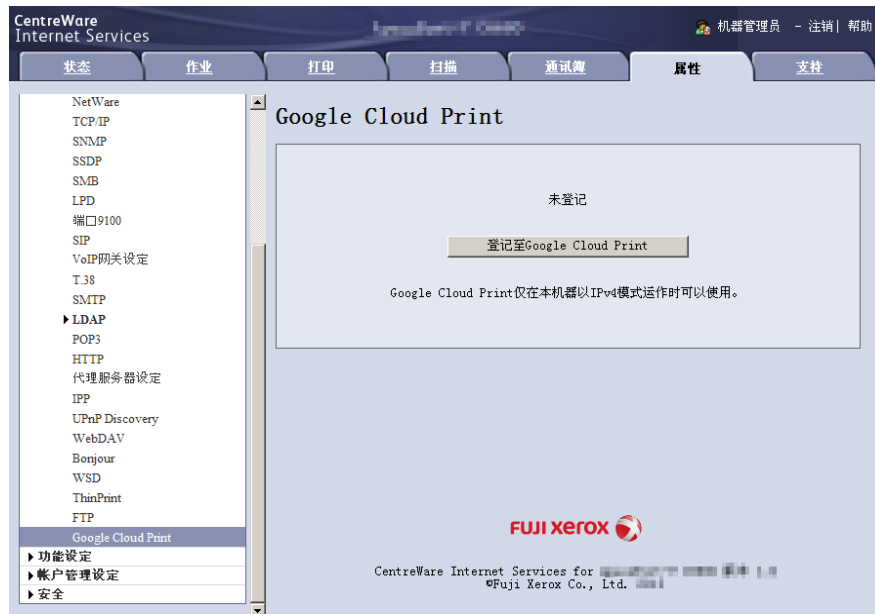 CentreWare
Internet Services
机器管理员 - 注销| 帮助
状态 作业 打印 扫描 通讯簿 属性 支持
NetWare
TCP/IP
SNMP
SSDP
SMB
LPD
端口9100
SIP
VoIP网关设定
T.38
SMTP
LDAP
POP3
HTTP
代理服务器设定
IPP
UPnP Discovery
WebDAV
Bonjour
WSD
ThinPrint
FTP
Google Cloud Print
功能设定
帐户管理设定
安全
Google Cloud Print
未登记
登记至Google Cloud Print
Google Cloud Print仅在本机器以IPv4模式运作时可以使用。
FUJI xerox
CentreWare Internet Services for
©Fuji Xerox Co., Ltd.